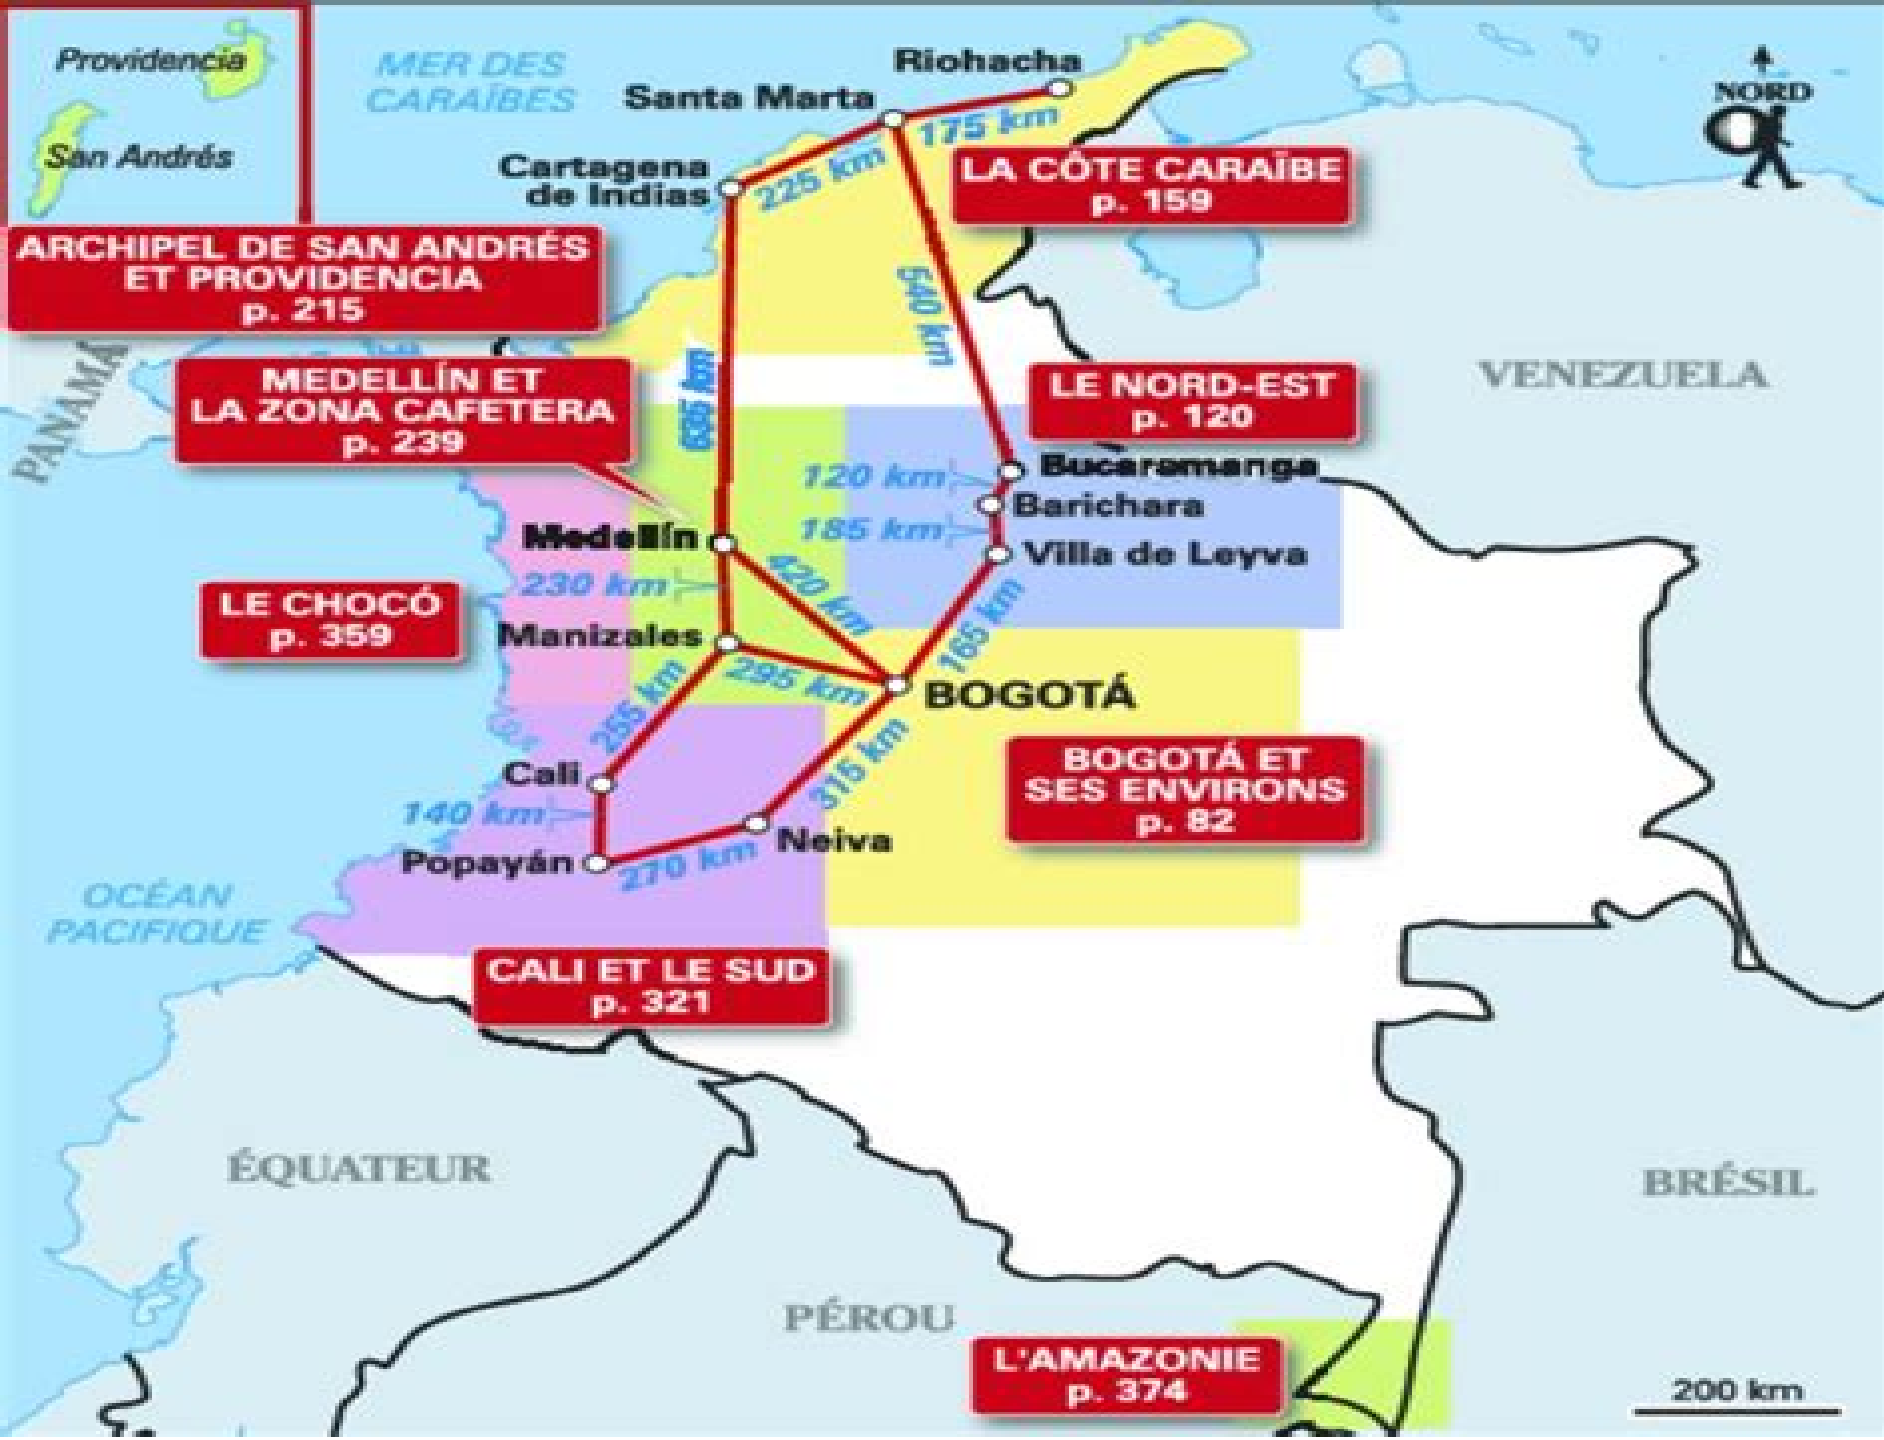 Providencia
San Andrés
MER DES
CARAÏBES
Riohacha
Santa Marta
175 km
NORD
Cartagena
de Indias
225 km
LA CÔTE CARAÏBE
p. 159
ARCHIPEL DE SAN ANDRÉS
ET PROVIDENCIA
p. 215
540 km
PANAMÁ
MEDELLÍN ET
LA ZONA CAFETERA
p. 239
LE NORD-EST
p. 120
VENEZUELA
120 km
Bucaramanga
Barichara
185 km
Villa de Leyva
Medellín
420 km
230 km
LE CHOCÓ
p. 359
Manizales
165 km
295 km
255 km
BOGOTÁ
315 km
BOGOTÁ ET
SES ENVIRONS
p. 82
Cali
140 km
Neiva
Popayán
270 km
OCÉAN
PACIFIQUE
CALI ET LE SUD
p. 321
ÉQUATEUR
BRÉSIL
PÉROU
L'AMAZONIE
p. 374
200 km